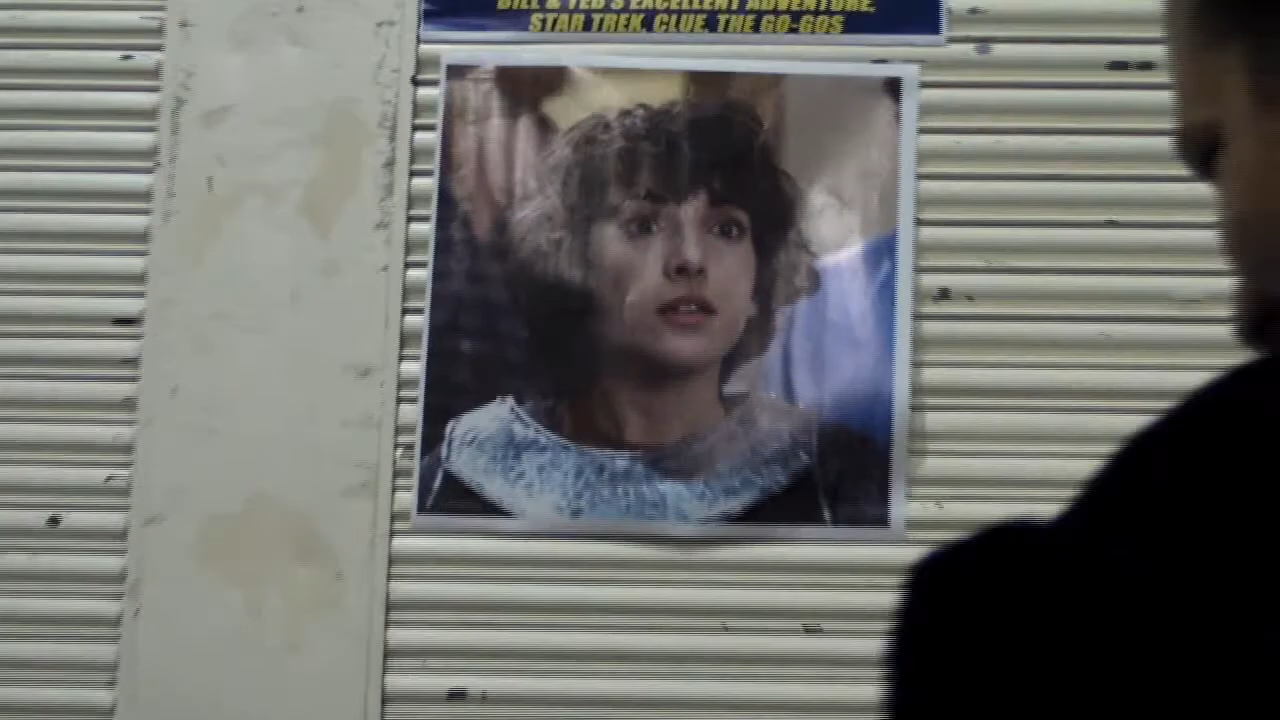 BILL & TED'S EXCELLENT ADVENTURE,
STAR TREK, CLUE, THE GO-GOS